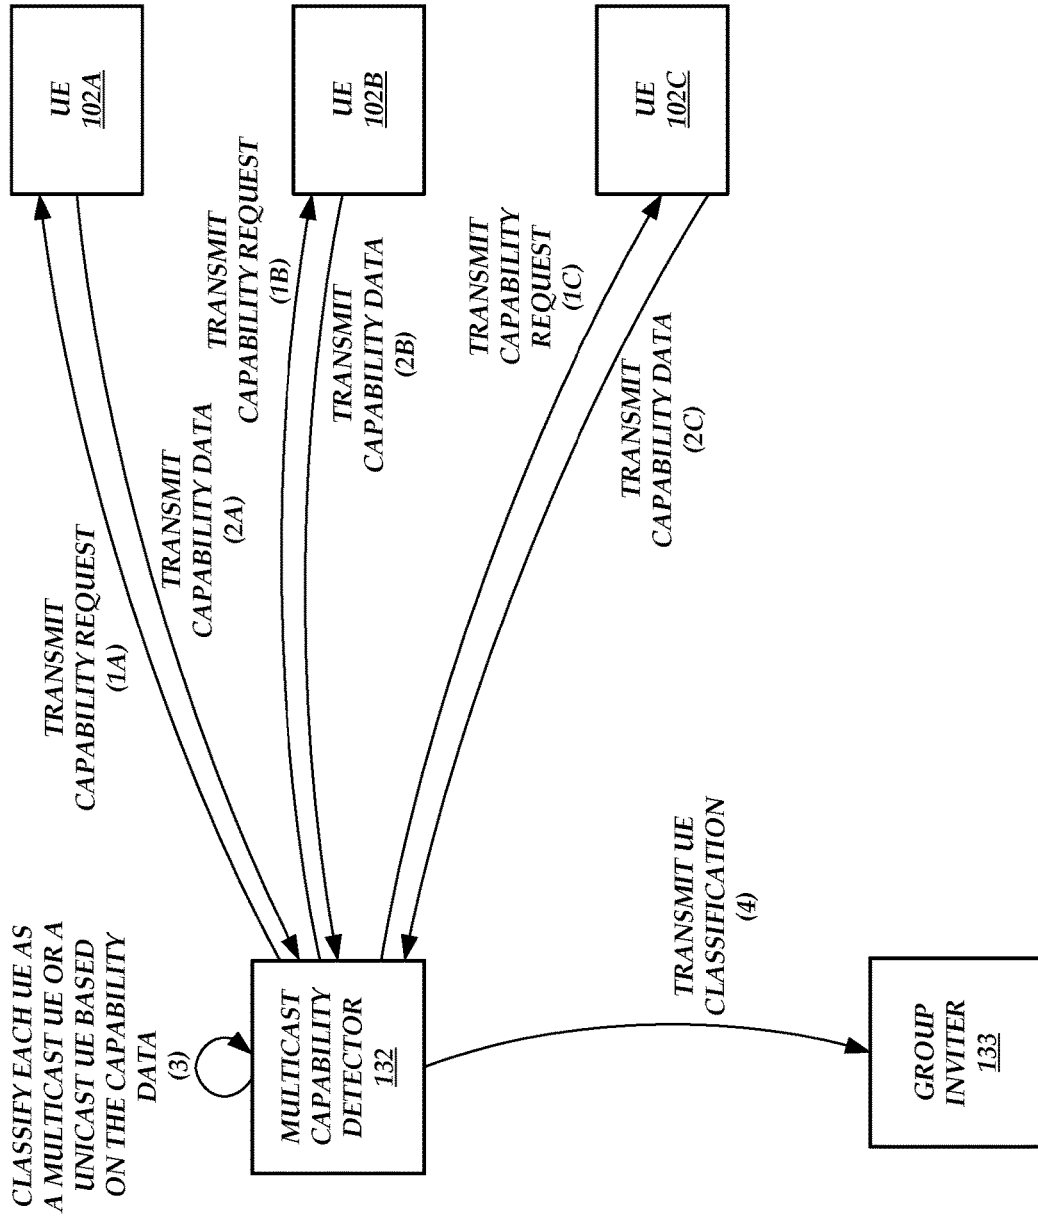 CLASSIFY EACH UE AS
A MULTICAST UE OR A
UNICAST UE BASED
ON THE CAPABILITY
DATA
(3)
MULTICAST
CAPABILITY
DETECTOR
132
TRANSMIT
CAPABILITY REQUEST
(1A)
TRANSMIT
CAPABILITY DATA
(2A)
TRANSMIT
CAPABILITY REQUEST
(1B)
TRANSMIT
CAPABILITY DATA
(2B)
TRANSMIT
CAPABILITY
REQUEST
(1C)
TRANSMIT
CAPABILITY DATA
(2C)
UE
102A
UE
102B
UE
102C
TRANSMIT UE
CLASSIFICATION
(4)
GROUP
INVITER
133